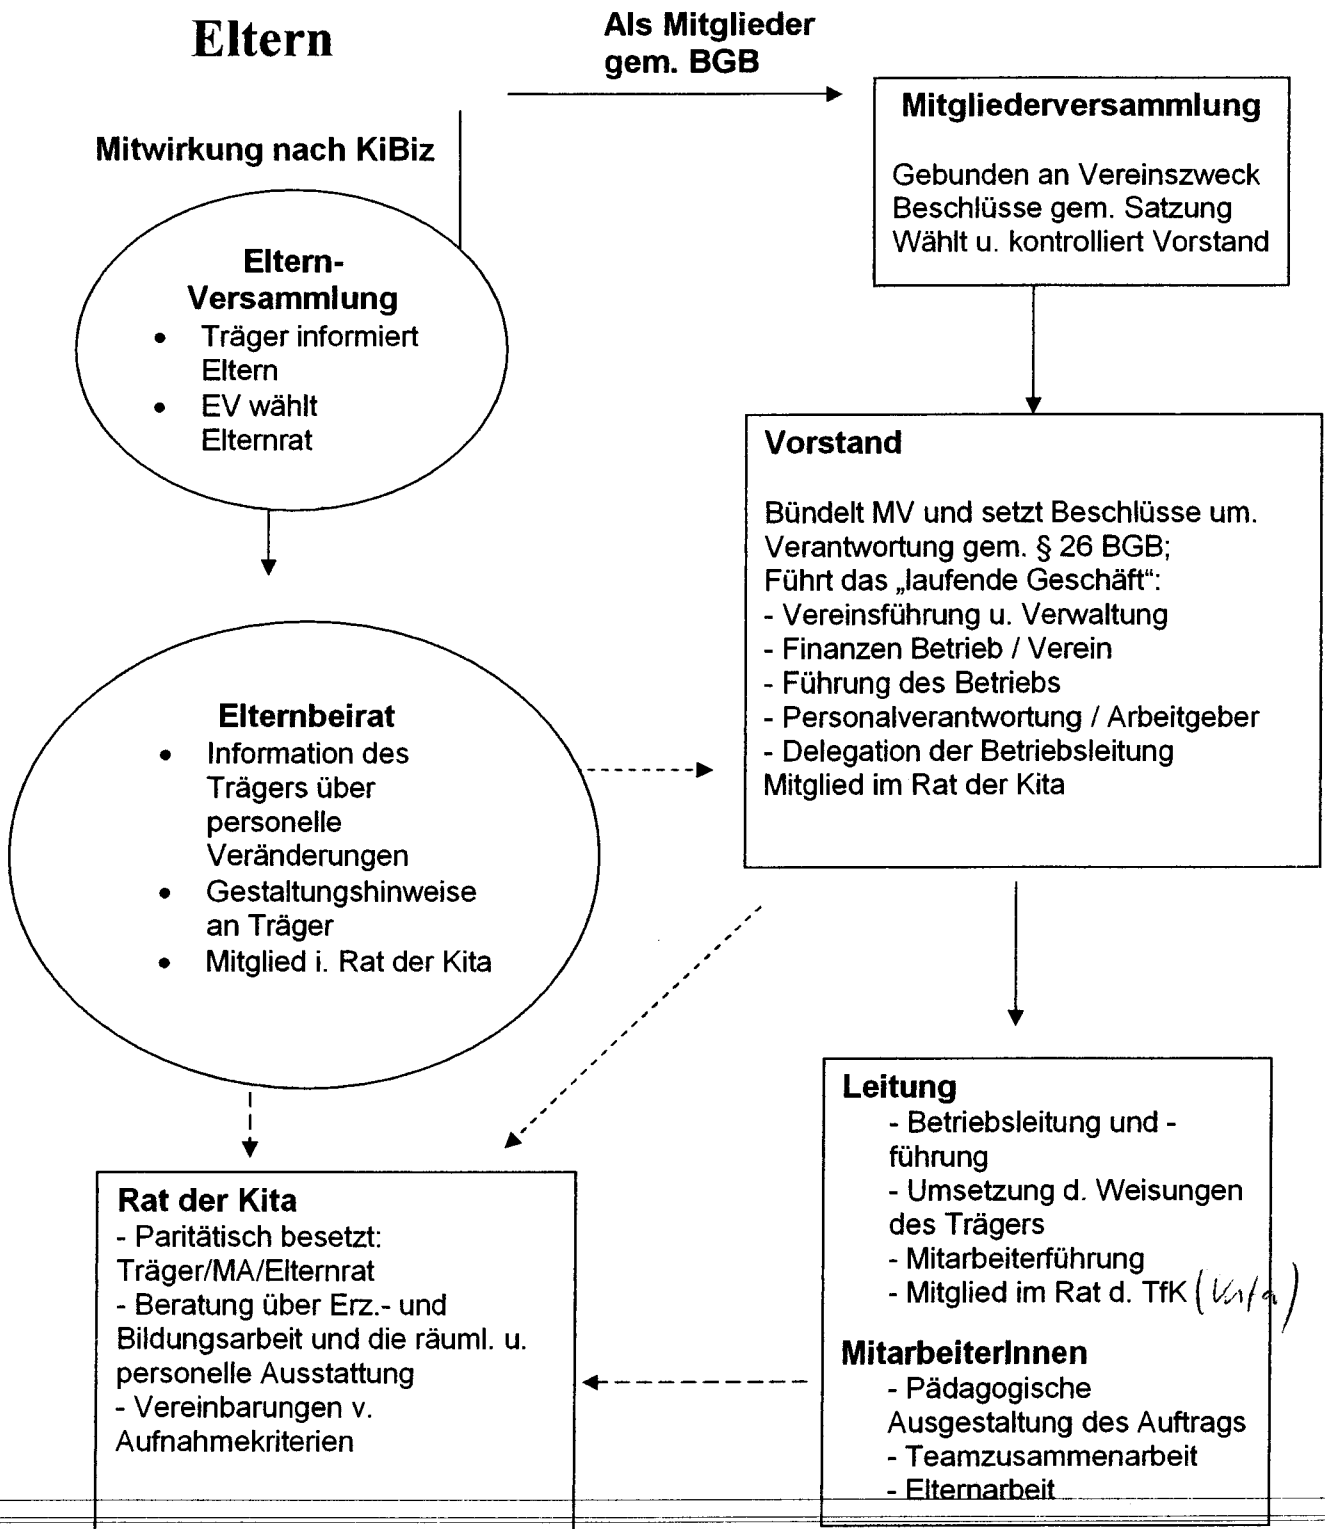 Eltern
Als Mitglieder
gem. BGB
Mitwirkung nach KiBiz
Mitgliederversammlung
Gebunden an Vereinszweck
Beschlüsse gem. Satzung
Wählt u. kontrolliert Vorstand
Eltern-
Versammlung
• Träger informiert
Eltern
• EV wählt
Elternrat
Vorstand
Bündelt MV und setzt Beschlüsse um.
Verantwortung gem. § 26 BGB;
Führt das „laufende Geschäft“:
- Vereinsführung u. Verwaltung
- Finanzen Betrieb / Verein
- Führung des Betriebs
- Personalverantwortung / Arbeitgeber
- Delegation der Betriebsleitung
Mitglied im Rat der Kita
Elternbeirat
• Information des
Trägers über
personelle
Veränderungen
• Gestaltungshinweise
an Träger
• Mitglied i. Rat der Kita
Leitung
- Betriebsleitung und -
führung
- Umsetzung d. Weisungen
des Trägers
- Mitarbeiterführung
- Mitglied im Rat d. TfK (Kita)
MitarbeiterInnen
- Pädagogische
Ausgestaltung des Auftrags
- Teamzusammenarbeit
- Elternarbeit
Rat der Kita
- Paritätisch besetzt:
Träger/MA/Elternrat
- Beratung über Erz.- und
Bildungsarbeit und die räuml. u.
personelle Ausstattung
- Vereinbarungen v.
Aufnahmekriterien